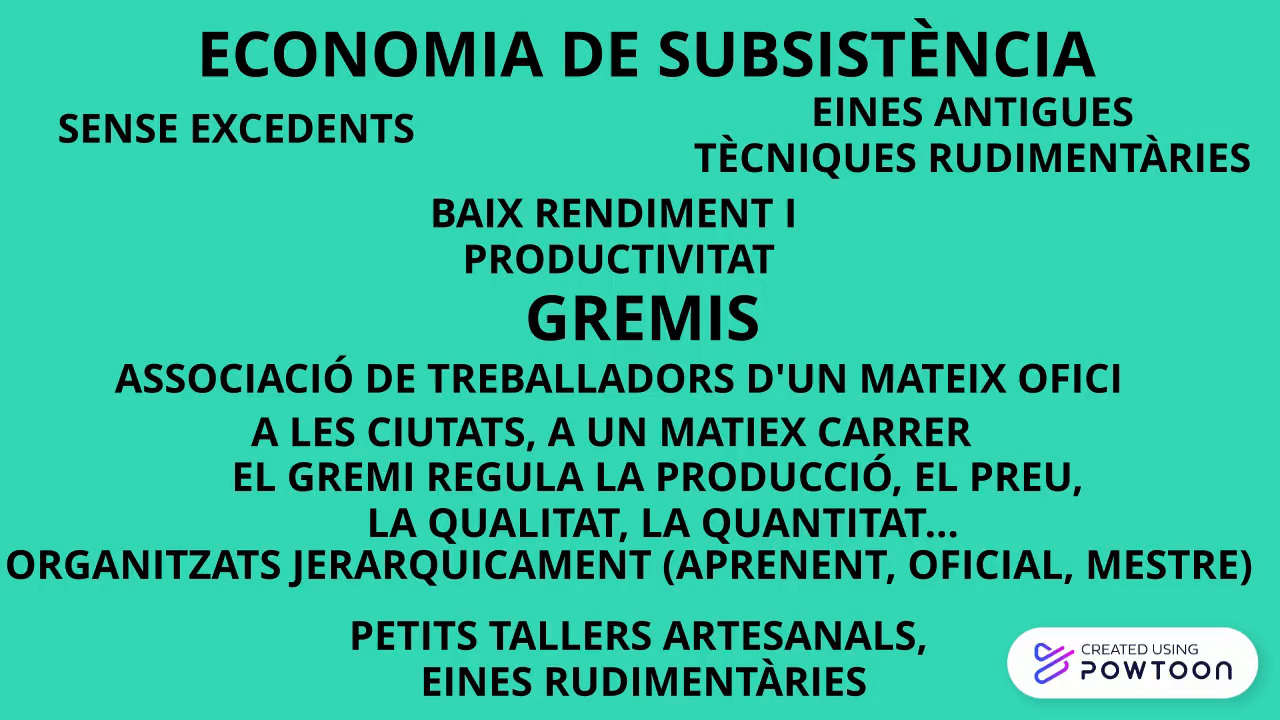 ECONOMIA DE SUBSISTÈNCIA
SENSE EXCEDENTS
EINES ANTIGUES
TÈCNIQUES RUDIMENTÀRIES
BAIX RENDIMENT I
PRODUCTIVITAT
GREMIS
ASSOCIACIÓ DE TREBALLADORS D'UN MATEIX OFICI
A LES CIUTATS, A UN MATIEX CARRER
EL GREMI REGULA LA PRODUCCIÓ, EL PREU,
LA QUALITAT, LA QUANTITAT...
ORGANITZATS JERARQUICAMENT (APRENENT, OFICIAL, MESTRE)
PETITS TALLERS ARTESANALS,
EINES RUDIMENTÀRIES
CREATED USING
POWTOON